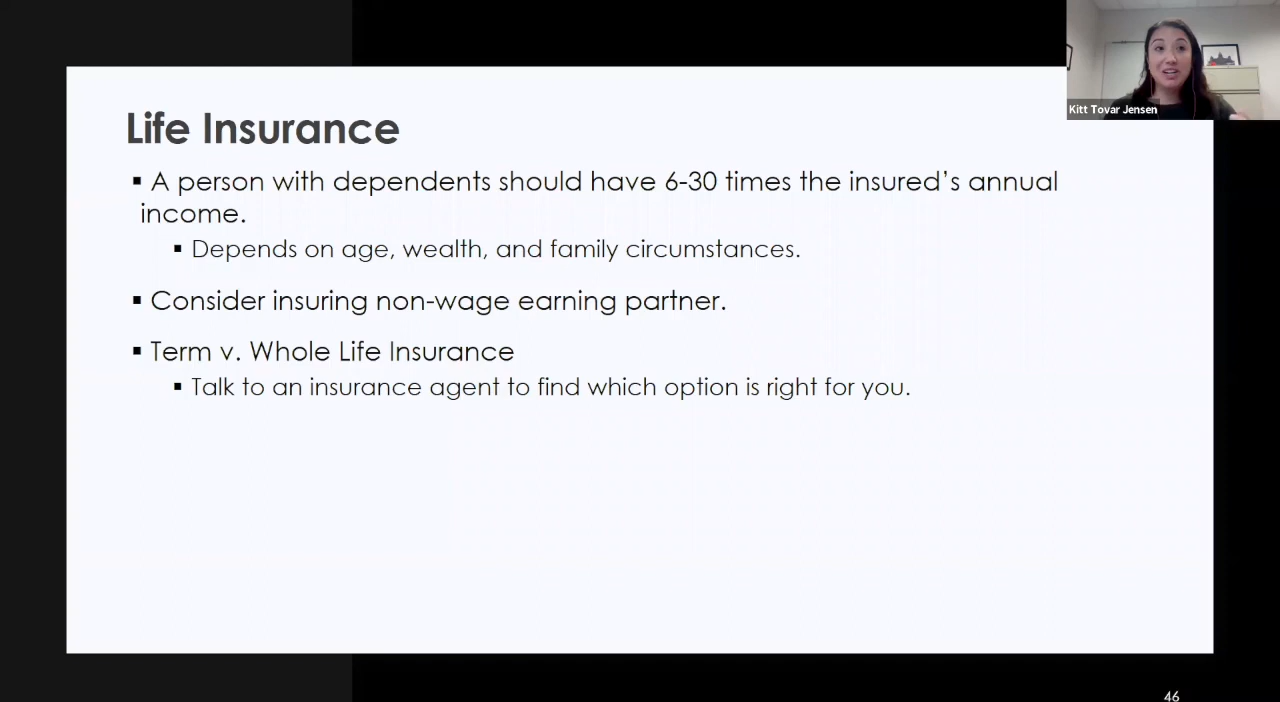 Kitt Tovar Jensen
Life Insurance
▪ A person with dependents should have 6-30 times the insured’s annual
income.
▪ Depends on age, wealth, and family circumstances.
▪ Consider insuring non-wage earning partner.
▪ Term v. Whole Life Insurance
▪ Talk to an insurance agent to find which option is right for you.
46